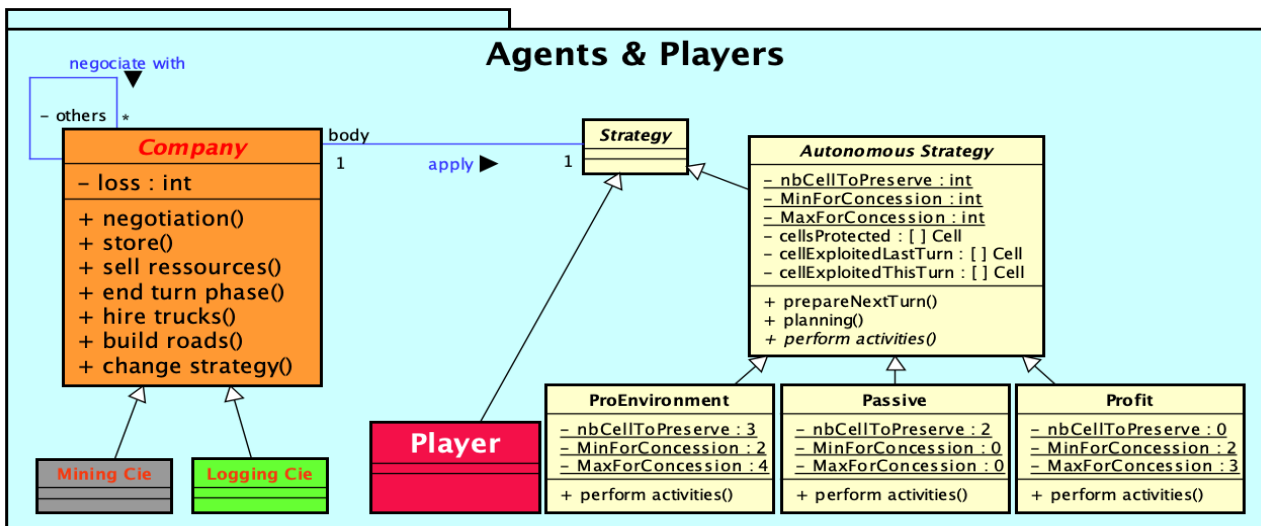 Agents & Players
negociate with
- others
*
Company
- loss : int
+ negotiation()
+ store()
+ sell ressources()
+ end turn phase()
+ hire trucks()
+ build roads()
+ change strategy()
body
1
apply
1
Strategy
Autonomous Strategy
- nbCellToPreserve : int
- MinForConcession : int
- MaxForConcession : int
- cellsProtected : [ ] Cell
- cellExploitedLastTurn : [ ] Cell
- cellExploitedThisTurn : [ ] Cell
+ prepareNextTurn()
+ planning()
+ perform activities()
Mining Cie
Logging Cie
Player
ProEnvironment
- nbCellToPreserve : 3
- MinForConcession : 2
- MaxForConcession : 4
+ perform activities()
Passive
- nbCellToPreserve : 2
- MinForConcession : 0
- MaxForConcession : 0
+ perform activities()
Profit
- nbCellToPreserve : 0
- MinForConcession : 2
- MaxForConcession : 3
+ perform activities()